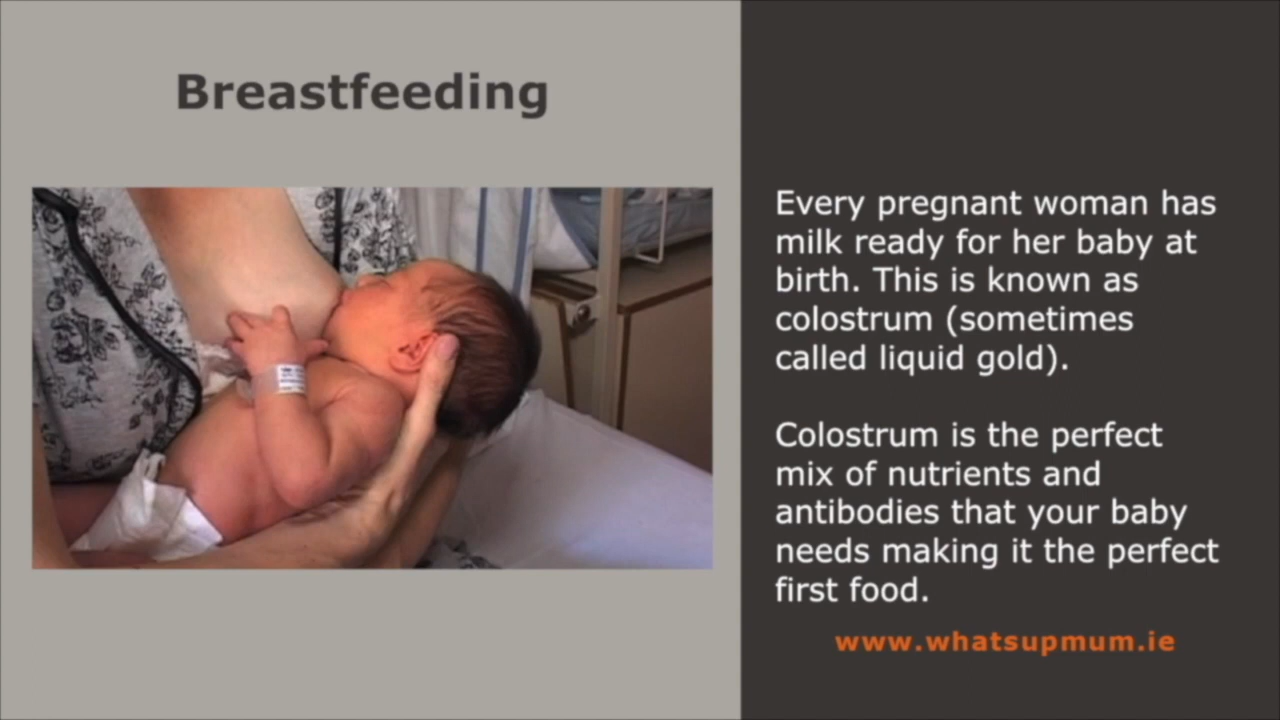 Breastfeeding
Every pregnant woman has
milk ready for her baby at
birth. This is known as
colostrum (sometimes
called liquid gold).
Colostrum is the perfect
mix of nutrients and
antibodies that your baby
needs making it the perfect
first food.
www.whatsupmum.ie